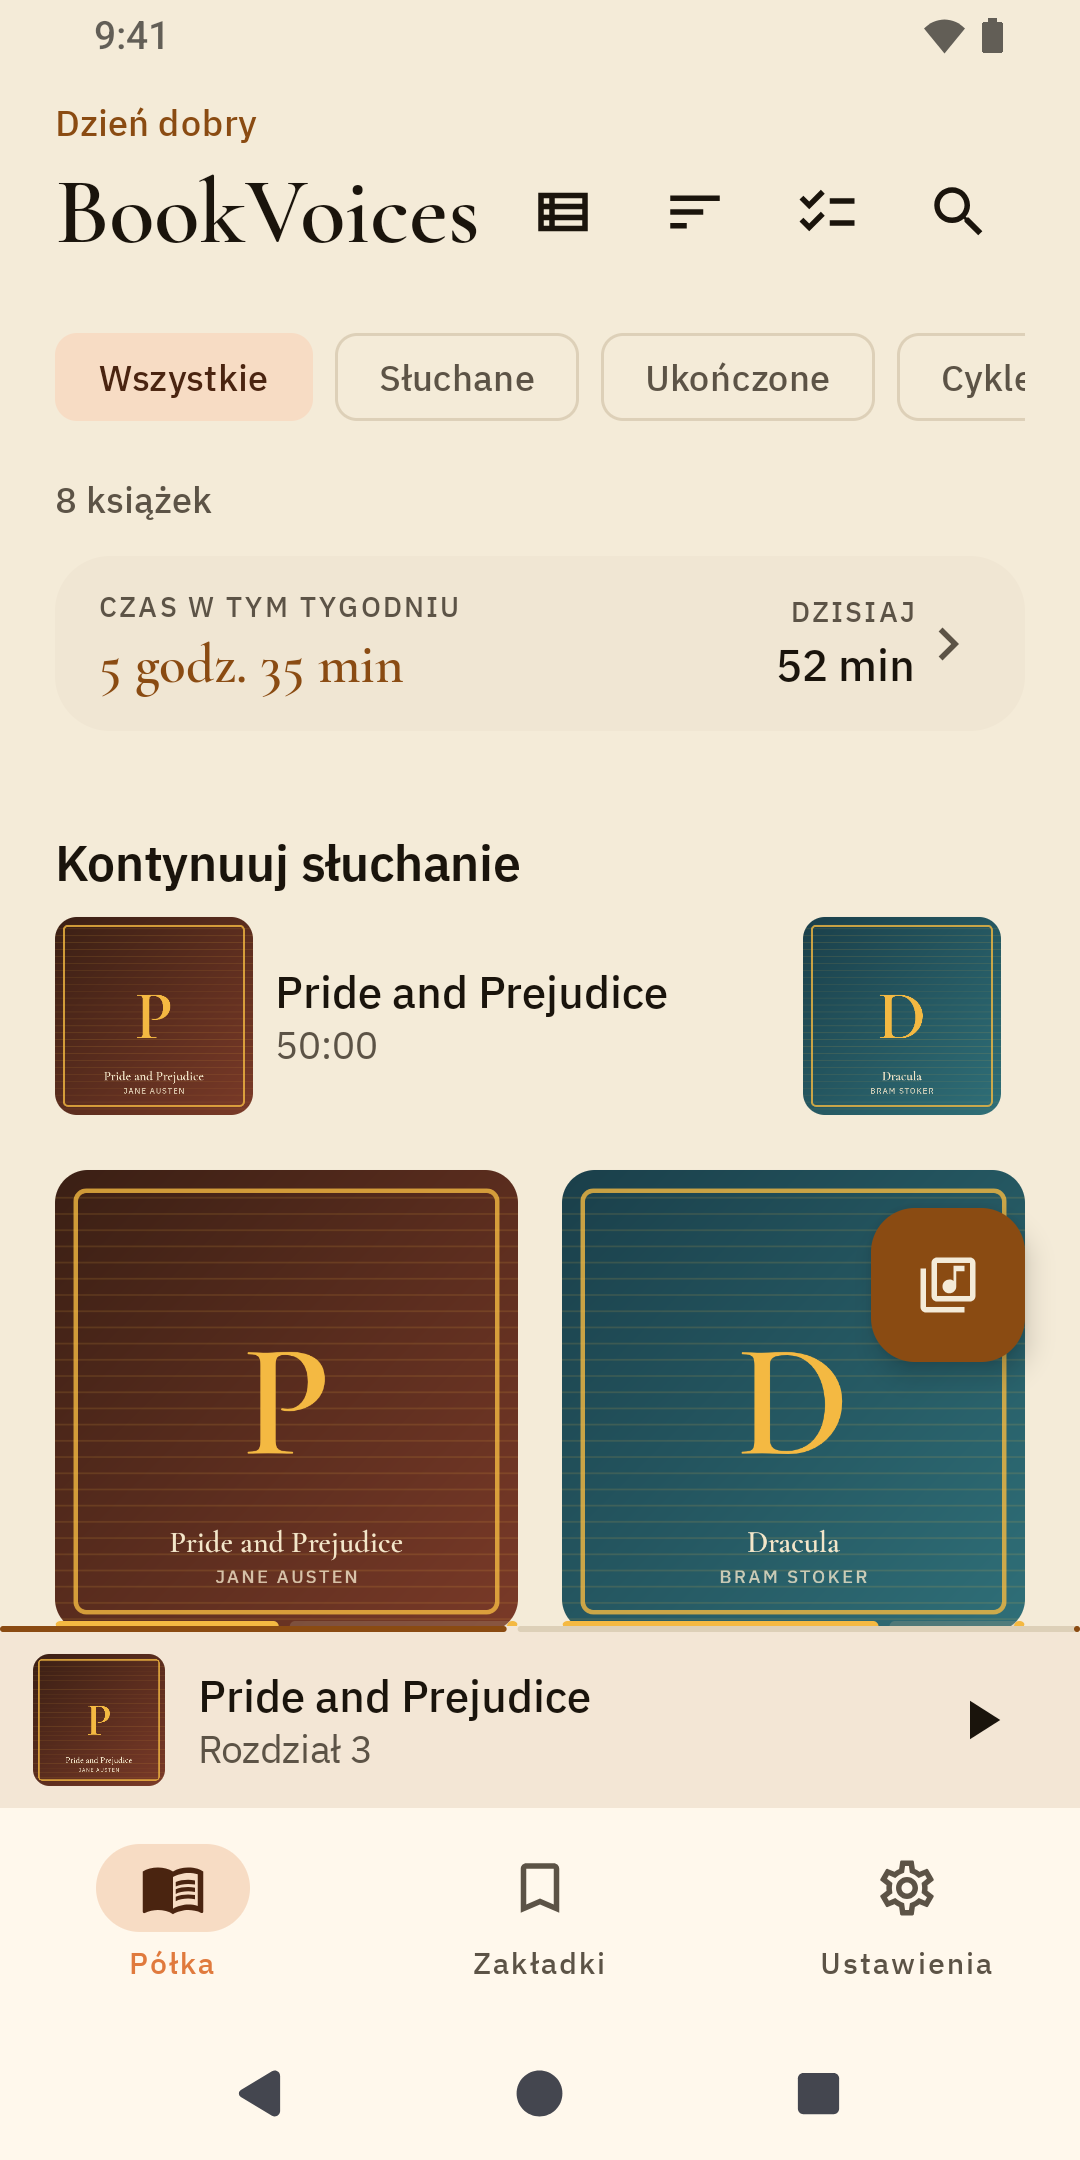 9:41
Dzień dobry
BookVoices
Wszystkie
Słuchane
Ukończone
Cykle
8 książek
CZAS W TYM TYGODNIU
5 godz. 35 min
DZISIAJ
52 min
Kontynuuj słuchanie
P
Pride and Prejudice
JANE AUSTEN
Pride and Prejudice
50:00
D
Dracula
BRAM STOKER
P
Pride and Prejudice
JANE AUSTEN
D
Dracula
BRAM STOKER
P
Pride and Prejudice
JANE AUSTEN
Pride and Prejudice
Rozdział 3
Półka
Zakładki
Ustawienia